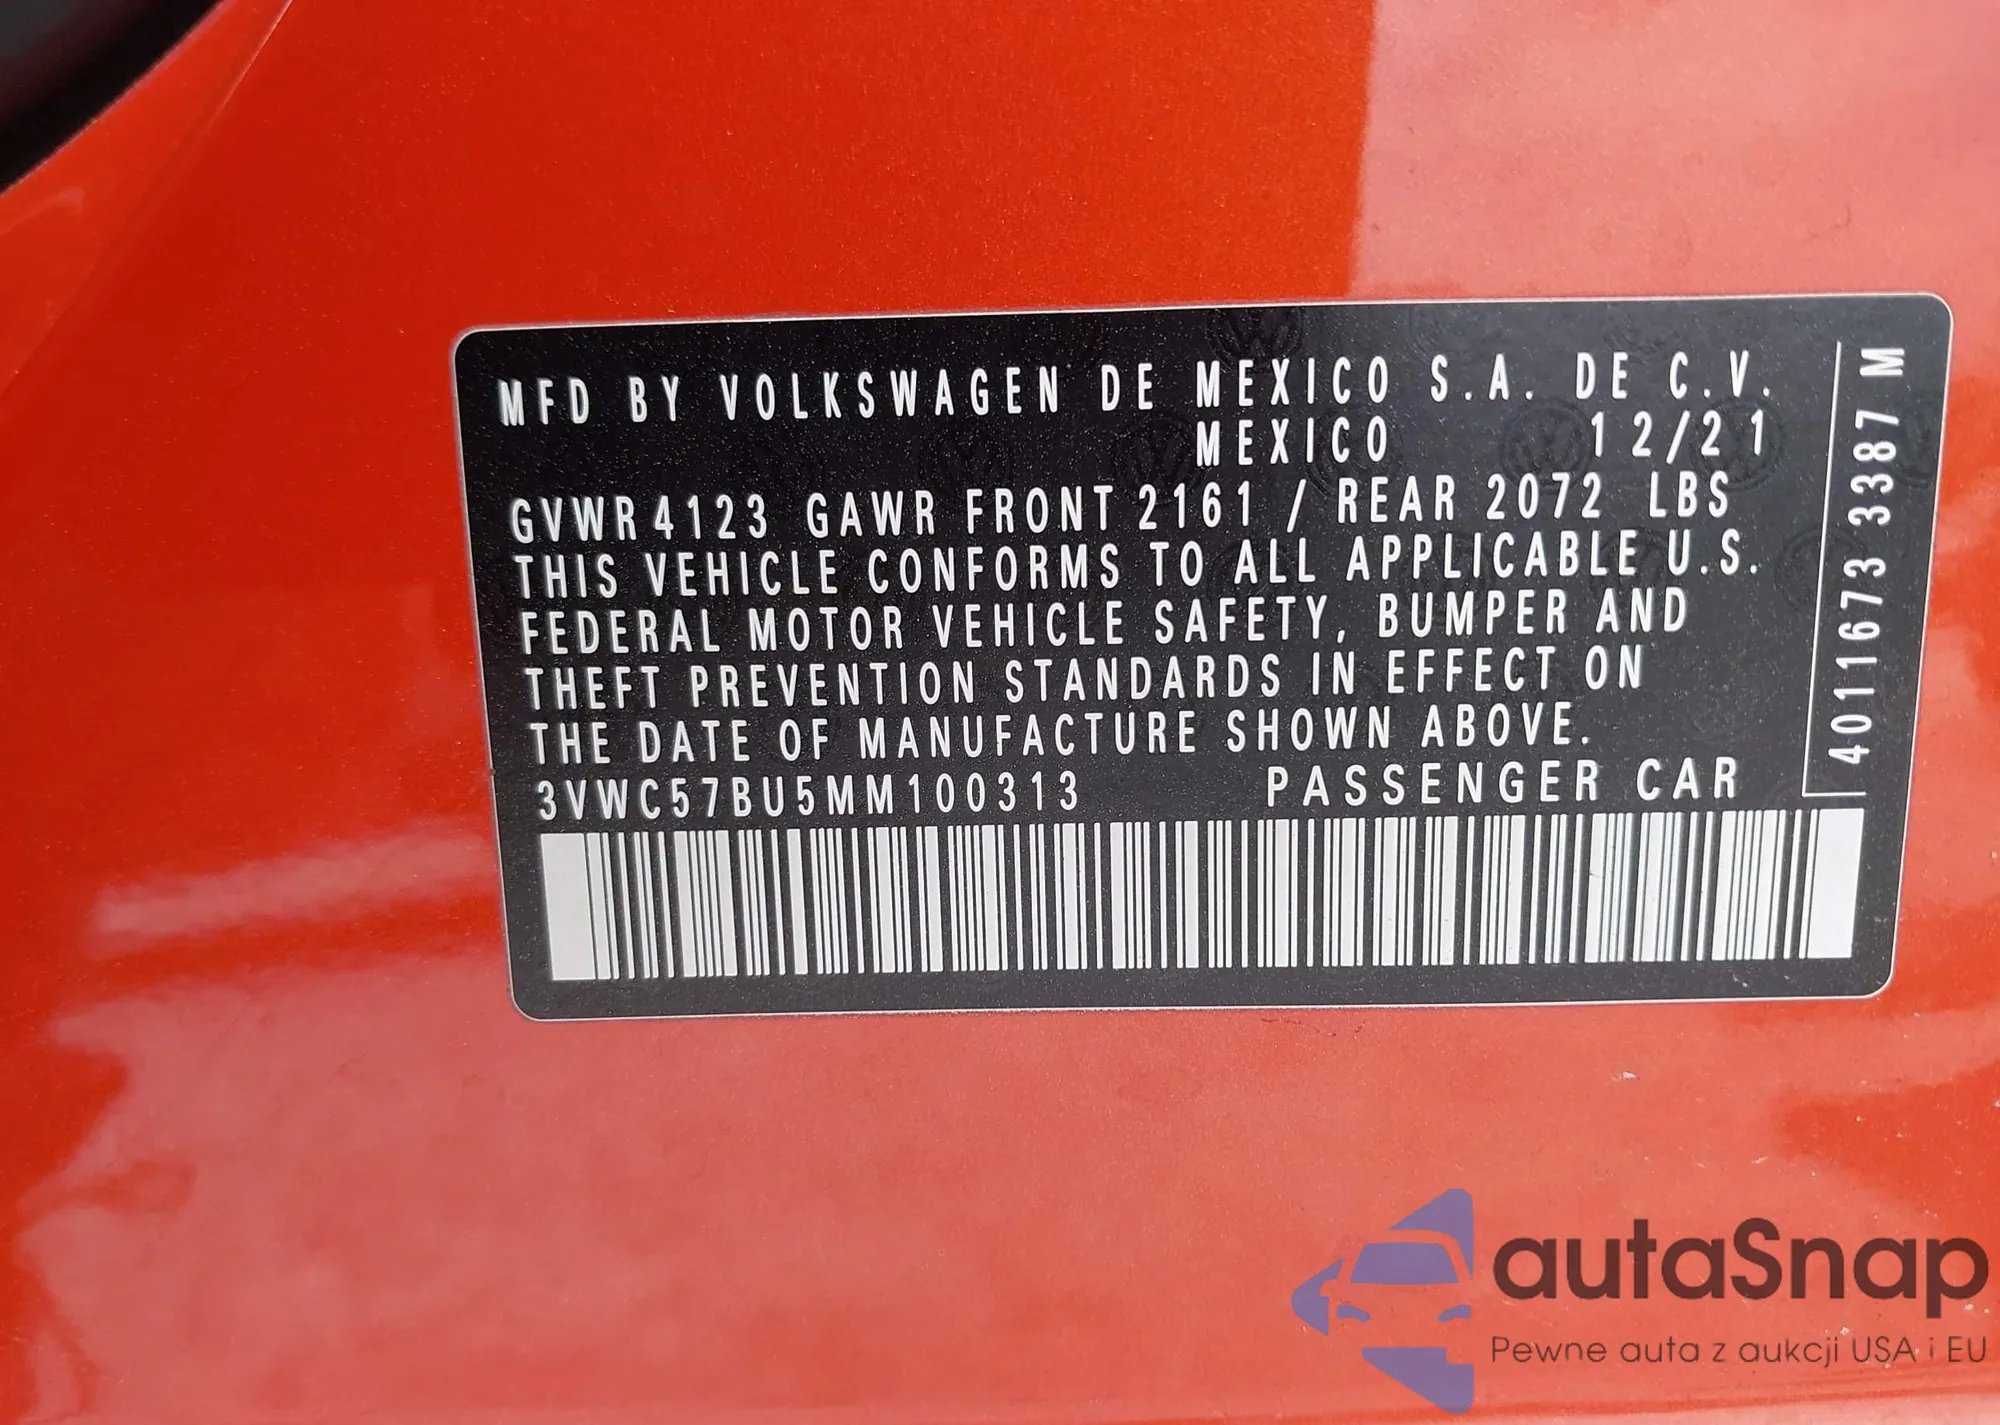 MFD BY VOLKSWAGEN DE MEXICO S.A. DE C.V.
MEXICO 12/21
GVWR 4123 GAWR FRONT 2161 / REAR 2072 LBS
THIS VEHICLE CONFORMS TO ALL APPLICABLE U.S.
FEDERAL MOTOR VEHICLE SAFETY, BUMPER AND
THEFT PREVENTION STANDARDS IN EFFECT ON
THE DATE OF MANUFACTURE SHOWN ABOVE.
3VWC57BU5MM100313 PASSENGER CAR
4011673 3387 M
autaSnap
Pewne auta z aukcji USA i EU